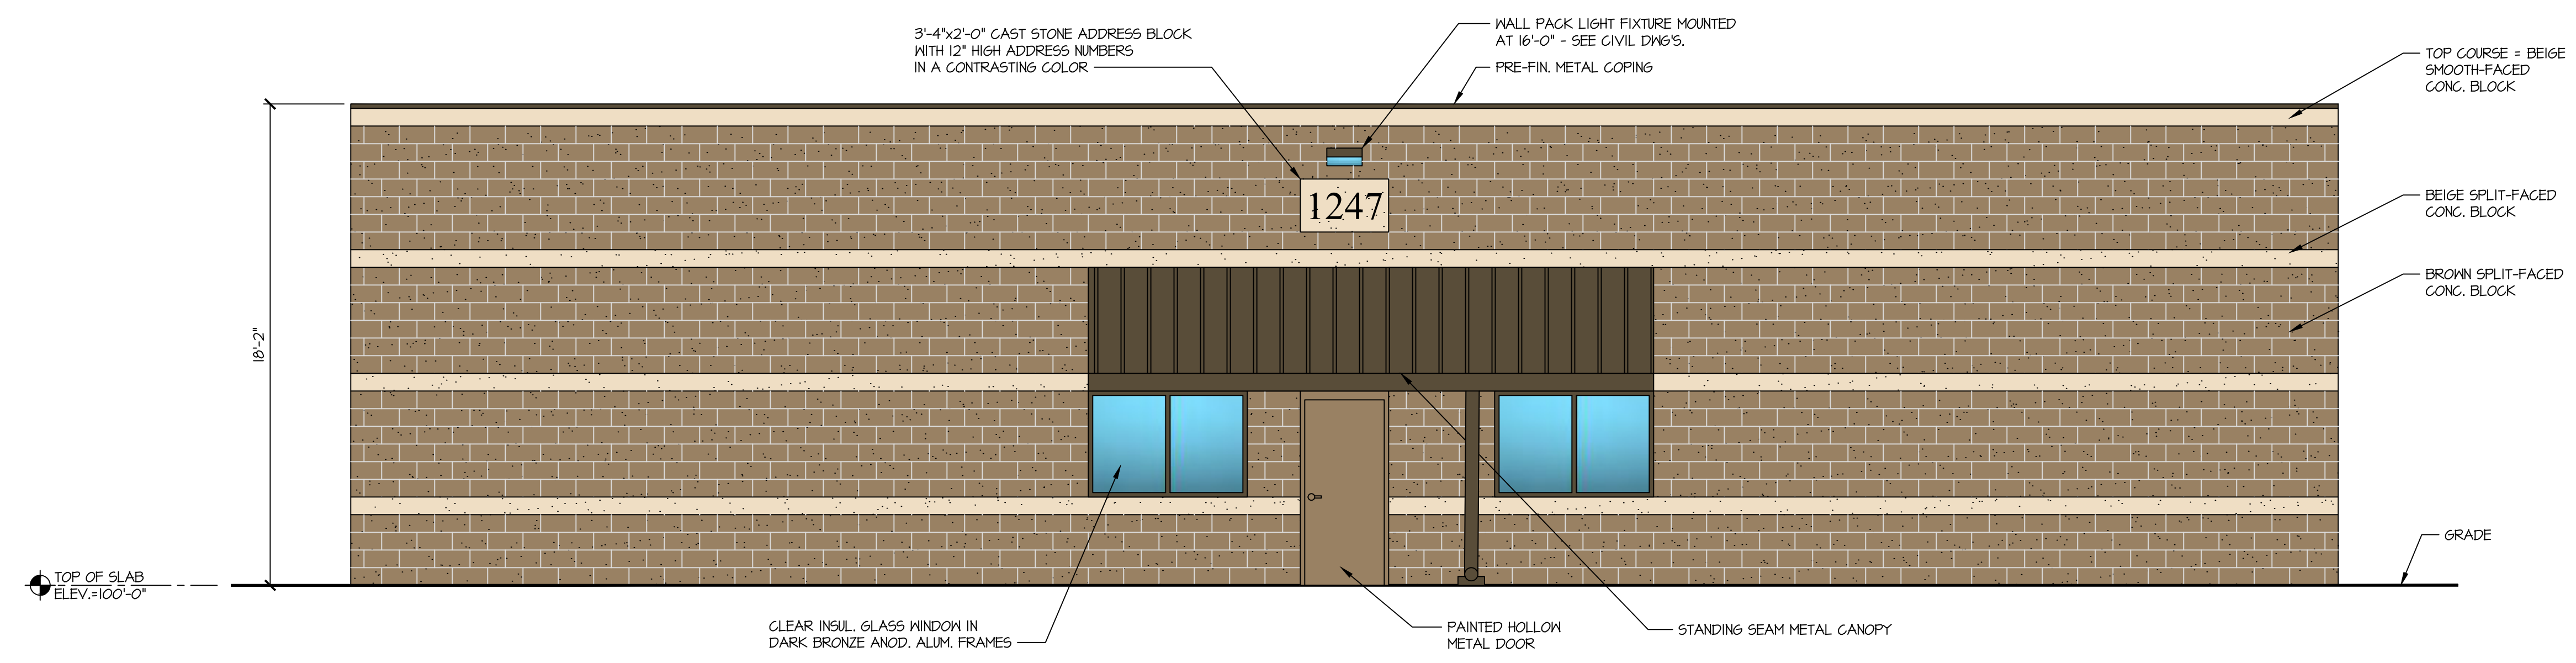 3'-4"x2'-0" CAST STONE ADDRESS BLOCK
WITH 12" HIGH ADDRESS NUMBERS
IN A CONTRASTING COLOR
WALL PACK LIGHT FIXTURE MOUNTED
AT 16'-0" - SEE CIVIL DWG'S.
PRE-FIN. METAL COPING
TOP COURSE = BEIGE
SMOOTH-FACED
CONC. BLOCK
1247
BEIGE SPLIT-FACED
CONC. BLOCK
BROWN SPLIT-FACED
CONC. BLOCK
18'-2"
GRADE
TOP OF SLAB
ELEV.=100'-0"
CLEAR INSUL. GLASS WINDOW IN
DARK BRONZE ANOD. ALUM. FRAMES
PAINTED HOLLOW
METAL DOOR
STANDING SEAM METAL CANOPY